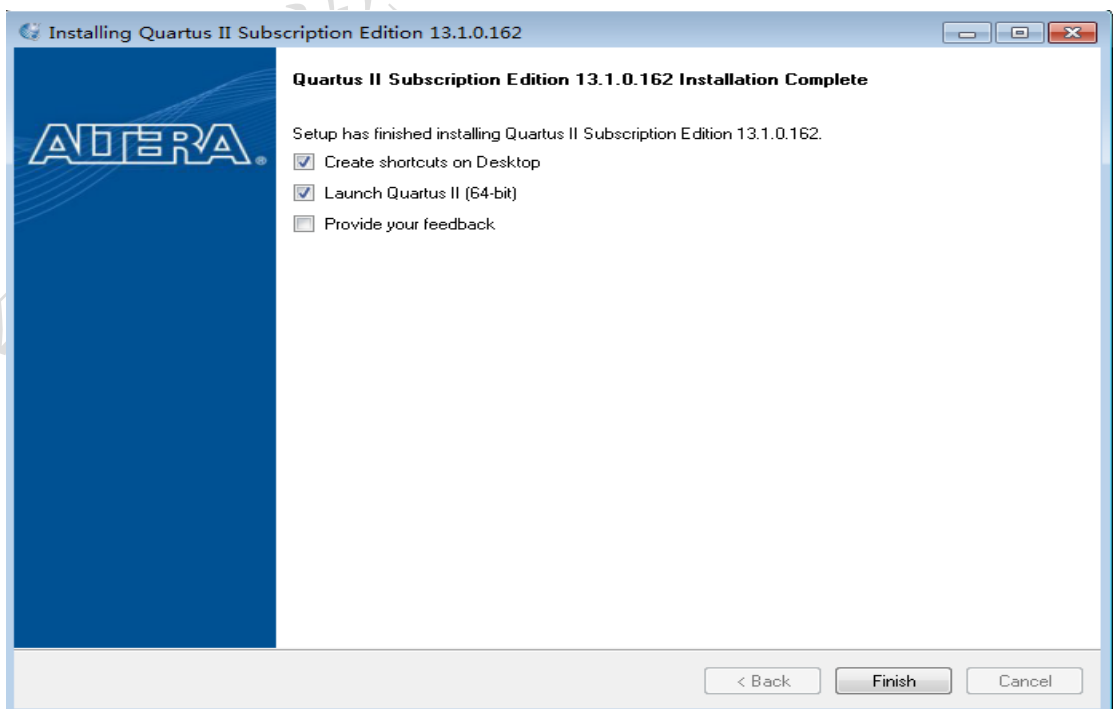 Installing Quartus II Subscription Edition 13.1.0.162
Quartus II Subscription Edition 13.1.0.162 Installation Complete
ALTERA®
Setup has finished installing Quartus II Subscription Edition 13.1.0.162.
Create shortcuts on Desktop
Launch Quartus II (64-bit)
Provide your feedback
< Back
Finish
Cancel